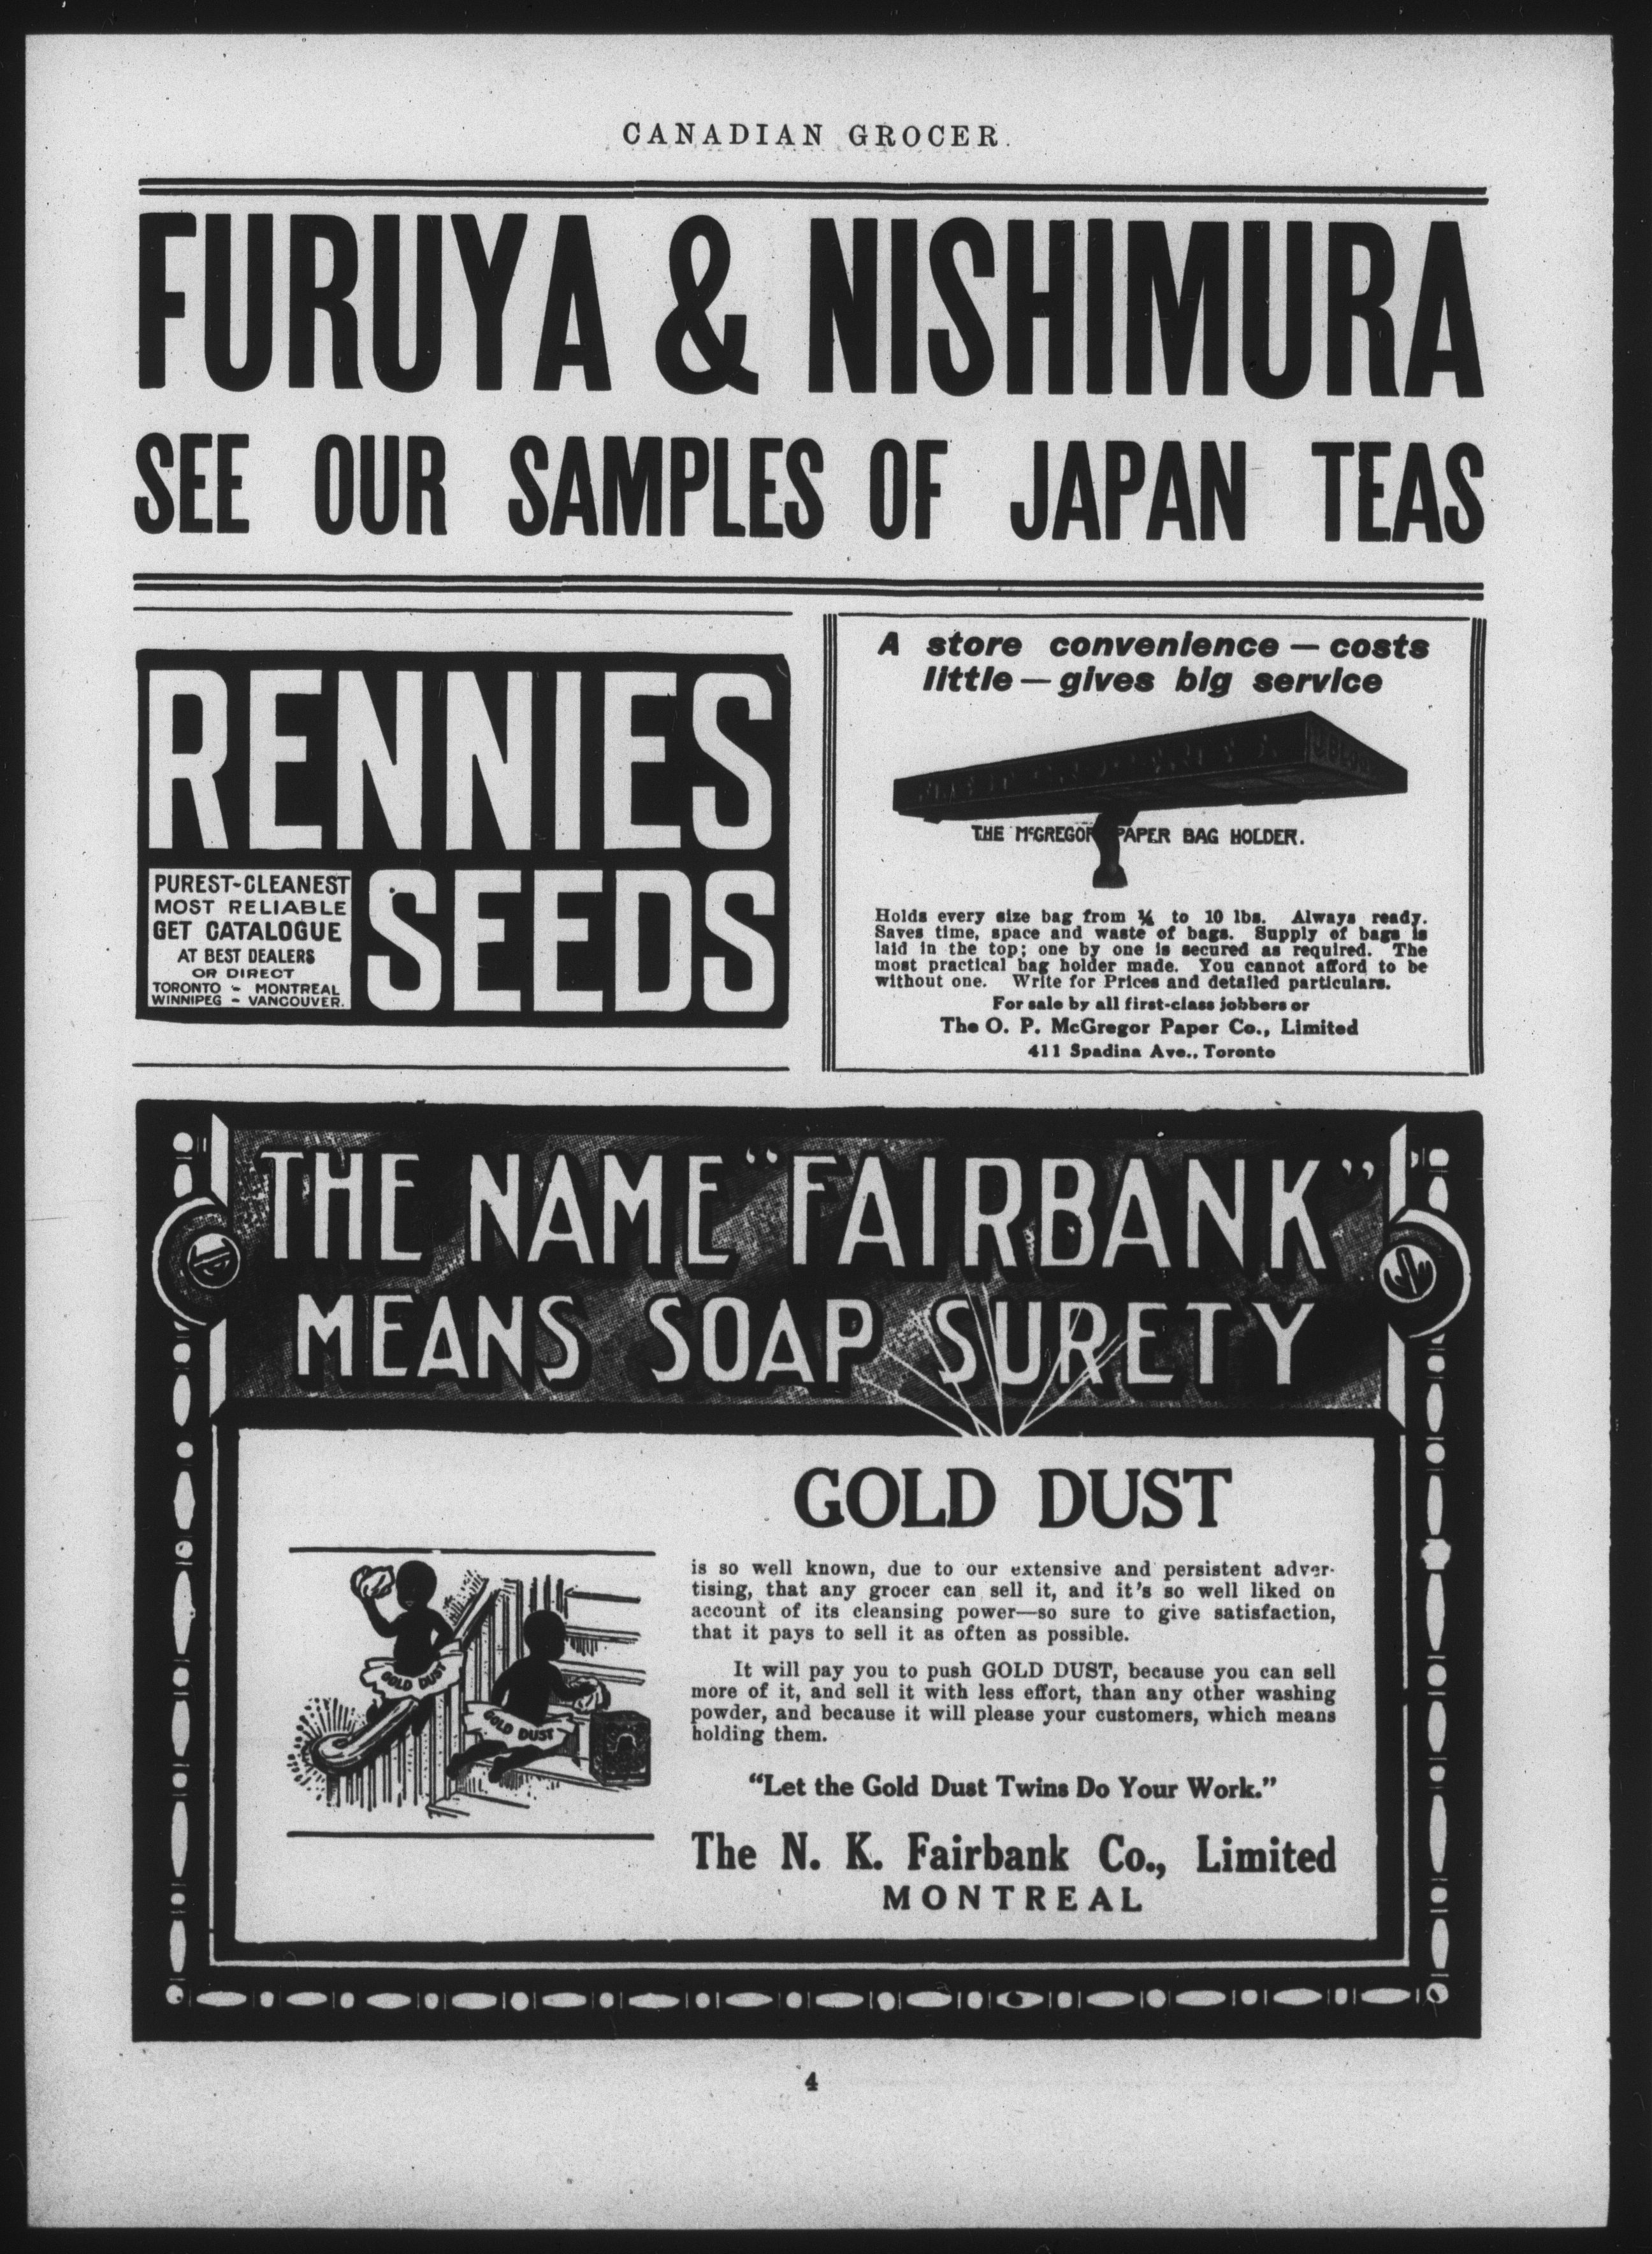 CANADIAN GROCER.
FURUYA & NISHIMURA
SEE OUR SAMPLES OF JAPAN TEAS
RENNIES
SEEDS
PUREST-CLEANEST
MOST RELIABLE
GET CATALOGUE
AT BEST DEALERS
OR DIRECT
TORONTO - MONTREAL
WINNIPEG - VANCOUVER.
A store convenience — costs
little — gives big service
THE McGREGOR PAPER BAG HOLDER.
Holds every size bag from ¼ to 10 lbs. Always ready.
Saves time, space and waste of bags. Supply of bags is
laid in the top; one by one is secured as required. The
most practical bag holder made. You cannot afford to be
without one. Write for Prices and detailed particulars.
For sale by all first-class jobbers or
The O. P. McGregor Paper Co., Limited
411 Spadina Ave., Toronto
THE NAME "FAIRBANK"
MEANS SOAP SURETY
GOLD DUST
is so well known, due to our extensive and persistent adver-
tising, that any grocer can sell it, and it's so well liked on
account of its cleansing power—so sure to give satisfaction,
that it pays to sell it as often as possible.
It will pay you to push GOLD DUST, because you can sell
more of it, and sell it with less effort, than any other washing
powder, and because it will please your customers, which means
holding them.
"Let the Gold Dust Twins Do Your Work."
The N. K. Fairbank Co., Limited
MONTREAL
GOLD DUST
GOLD DUST
4